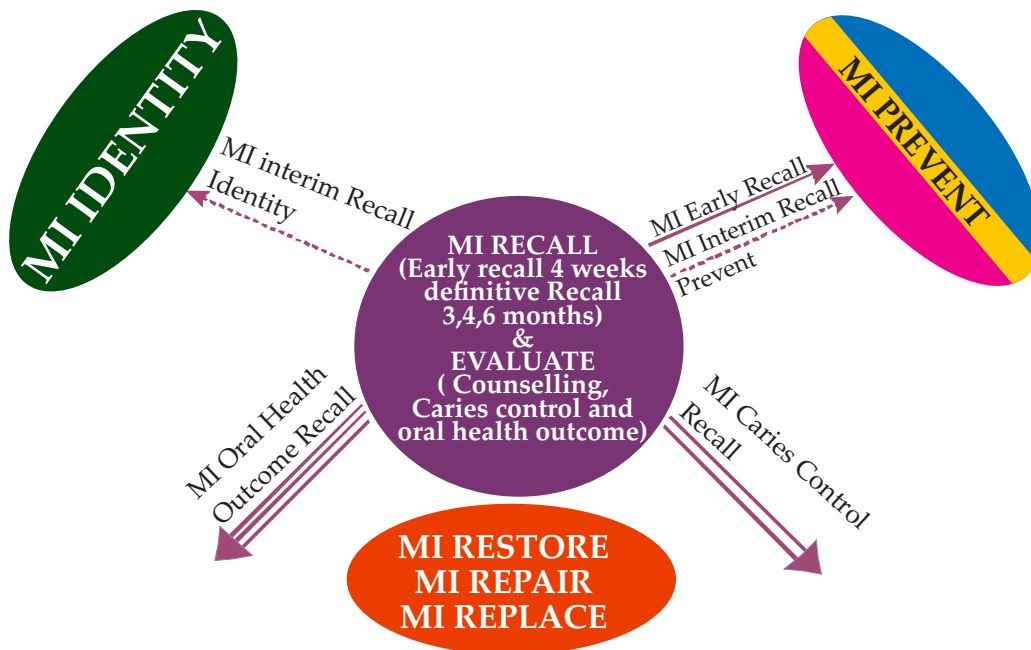 MI IDENTITY
MI interim Recall
Identity
MI PREVENT
MI Early Recall
MI Interim Recall
Prevent
MI RECALL
(Early recall 4 weeks
definitive Recall
3,4,6 months)
&
EVALUATE
( Counselling,
Caries control and
oral health outcome)
MI Oral Health
Outcome Recall
MI Caries Control
Recall
MI RESTORE
MI REPAIR
MI REPLACE